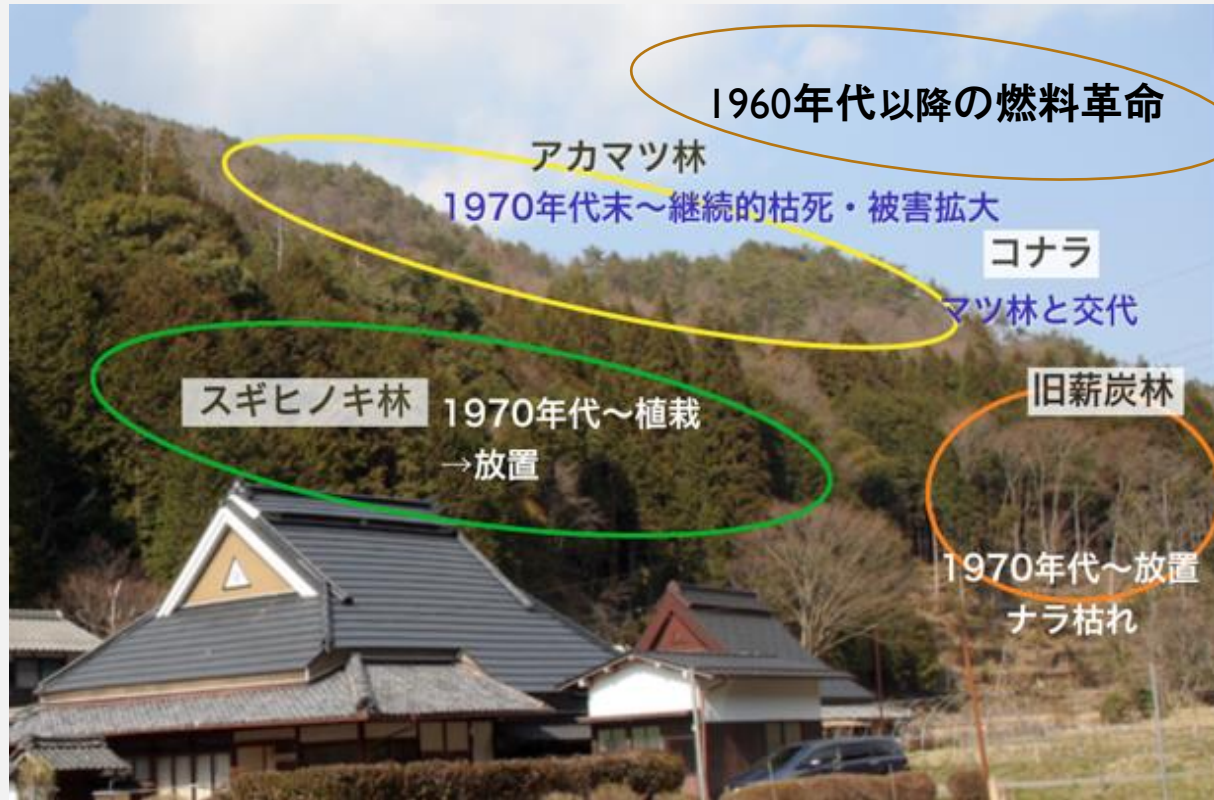 1960年代以降の燃料革命
アカマツ林
1970年代末～継続的枯死・被害拡大
コナラ
マツ林と交代
スギヒノキ林
1970年代～植栽
→放置
旧薪炭林
1970年代～放置
ナラ枯れ